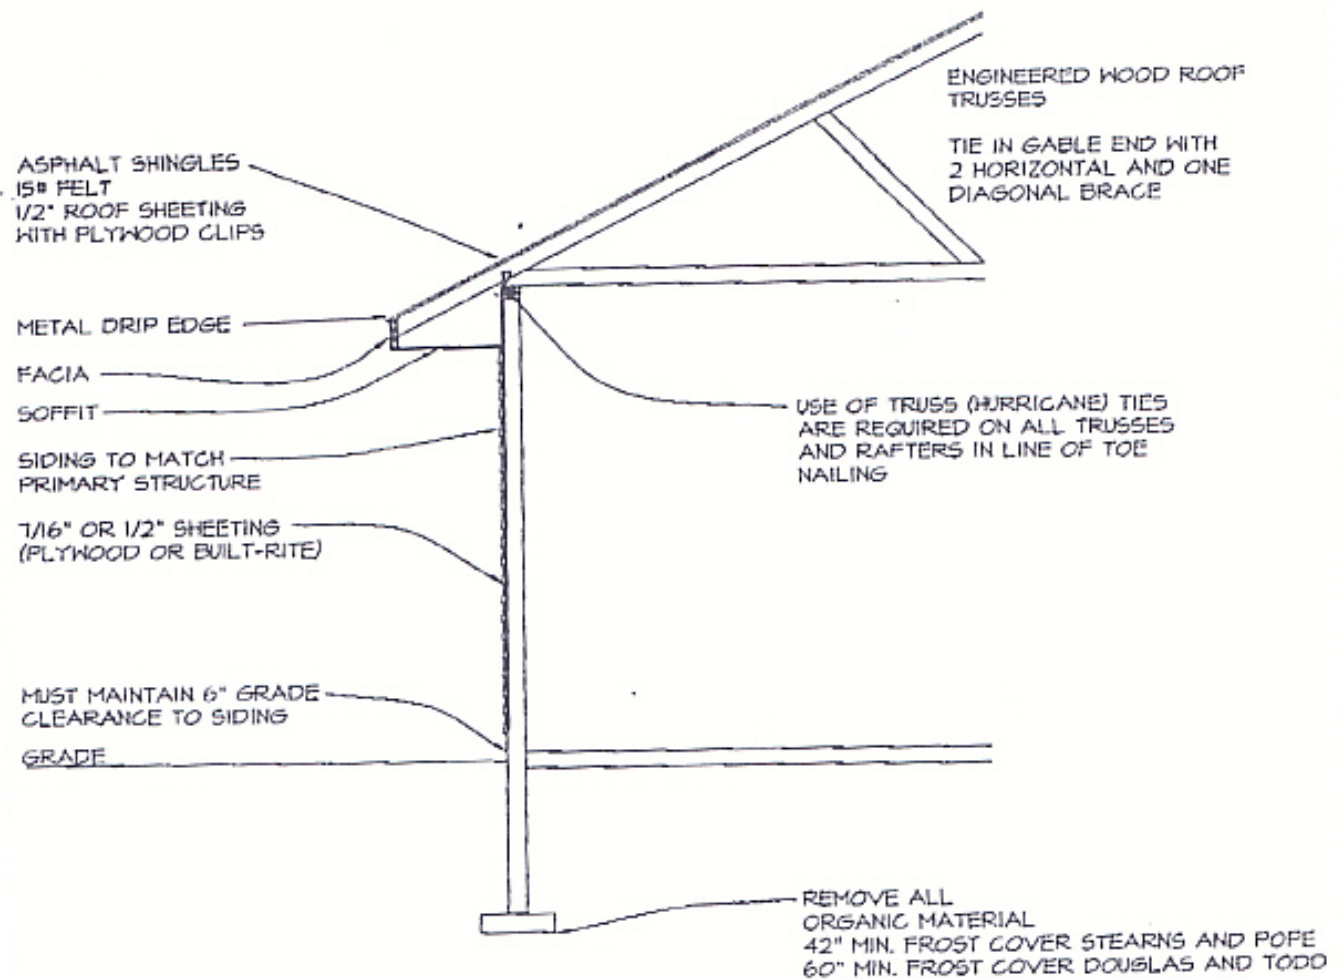 ENGINEERED WOOD ROOF
TRUSSES
TIE IN GABLE END WITH
2 HORIZONTAL AND ONE
DIAGONAL BRACE
ASPHALT SHINGLES
15# FELT
1/2" ROOF SHEETING
WITH PLYWOOD CLIPS
METAL DRIP EDGE
FACIA
SOFFIT
USE OF TRUSS (HURRICANE) TIES
ARE REQUIRED ON ALL TRUSSES
AND RAFTERS IN LINE OF TOE
NAILING
SIDING TO MATCH
PRIMARY STRUCTURE
7/16" OR 1/2" SHEETING
(PLYWOOD OR BUILT-RITE)
MUST MAINTAIN 6" GRADE
CLEARANCE TO SIDING
GRADE
REMOVE ALL
ORGANIC MATERIAL
42" MIN. FROST COVER STEARNS AND POPE
60" MIN. FROST COVER DOUGLAS AND TODD